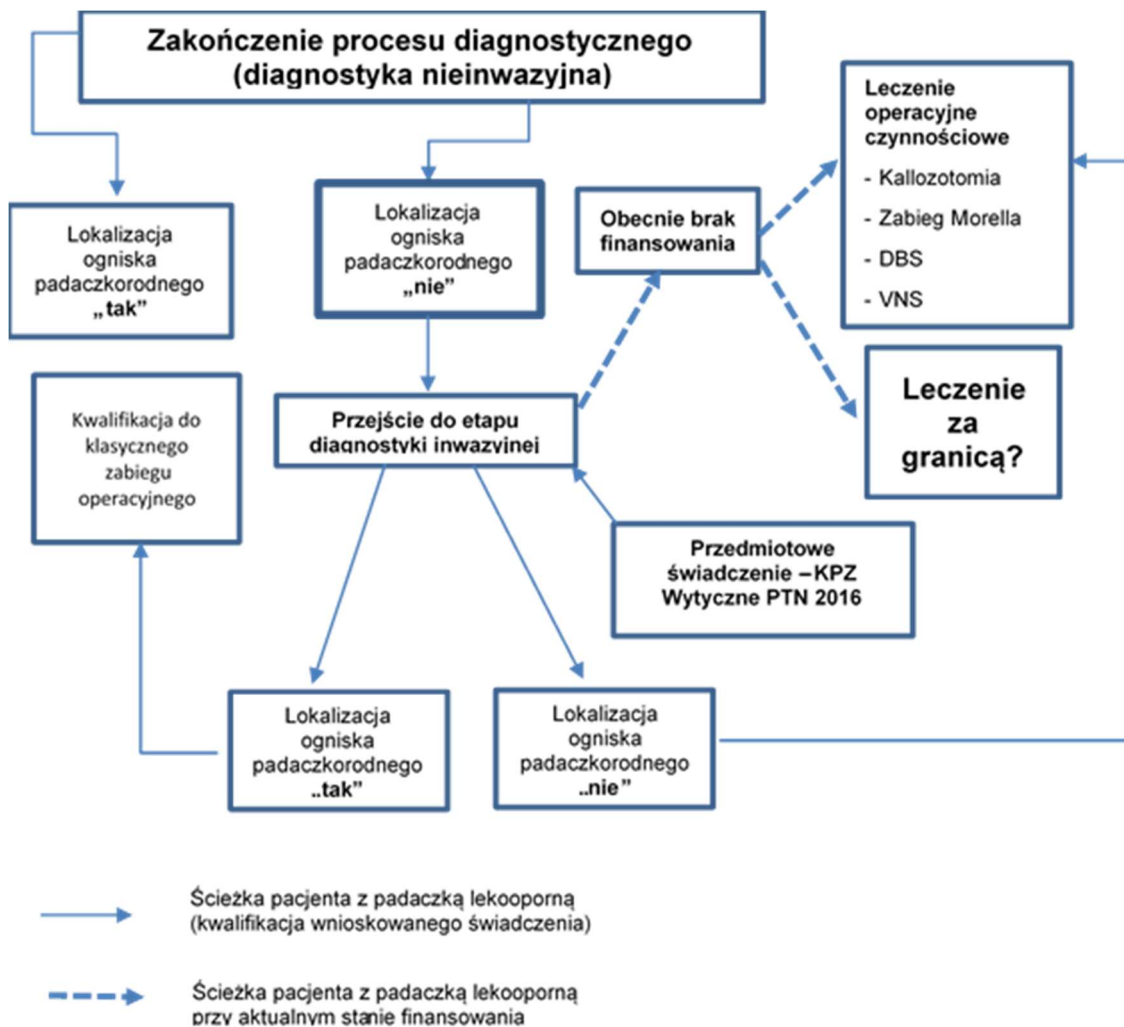 Zakończenie procesu diagnostycznego
(diagnostyka nieinwazyjna)
Lokalizacja
ogniska
padaczkorodnego
„tak”
Lokalizacja
ogniska
padaczkorodnego
„nie”
Obecnie brak
finansowania
Leczenie
operacyjne
czynnościowe
- Kallozotomia
- Zabieg Morella
- DBS
- VNS
Leczenie
za
granicą?
Kwalifikacja do
klasycznego
zabiegu
operacyjnego
Przejście do etapu
diagnostyki inwazyjnej
Przedmiotowe
świadczenie – KPZ
Wytyczne PTN 2016
Lokalizacja
ogniska
padaczkorodnego
„tak”
Lokalizacja
ogniska
padaczkorodnego
„nie”
Ścieżka pacjenta z padaczką lekooporną
(kwalifikacja wnioskowanego świadczenia)
Ścieżka pacjenta z padaczką lekooporną
przy aktualnym stanie finansowania